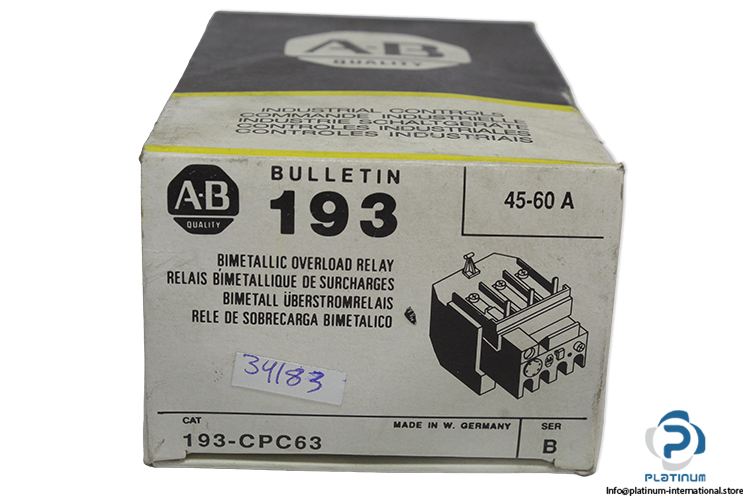 A-B
QUALITY
INDUSTRIAL CONTROLS
COMMANDE INDUSTRIELLE
INDUSTRIE SCHALTGERÄTE
CONTROLES INDUSTRIALES
CONTROLES INDUSTRIAIS
A-B
QUALITY
BULLETIN
193
45-60 A
BIMETALLIC OVERLOAD RELAY
RELAIS BIMETALLIQUE DE SURCHARGES
BIMETALL ÜBERSTROMRELAIS
RELE DE SOBRECARGA BIMETALICO
34183
CAT
193-CPC63
MADE IN W. GERMANY
SER
B
PLATINUM
Info@platinum-international.store